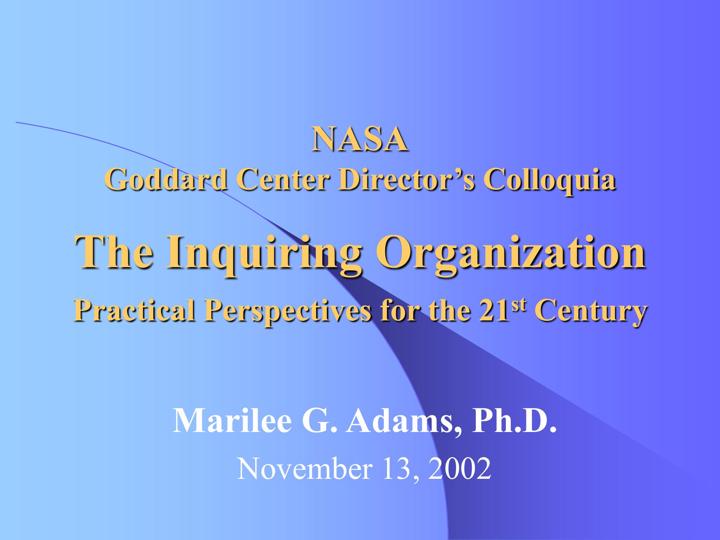 NASA
Goddard Center Director’s Colloquia
The Inquiring Organization
Practical Perspectives for the 21st Century
Marilee G. Adams, Ph.D.
November 13, 2002